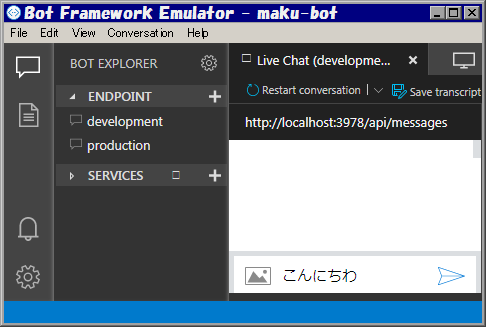 Bot Framework Emulator - maku-bot
File Edit View Conversation Help
BOT EXPLORER
Live Chat (developme...
ENDPOINT
Restart conversation
Save transcript
development
http://localhost:3978/api/messages
production
SERVICES
こんにちわ